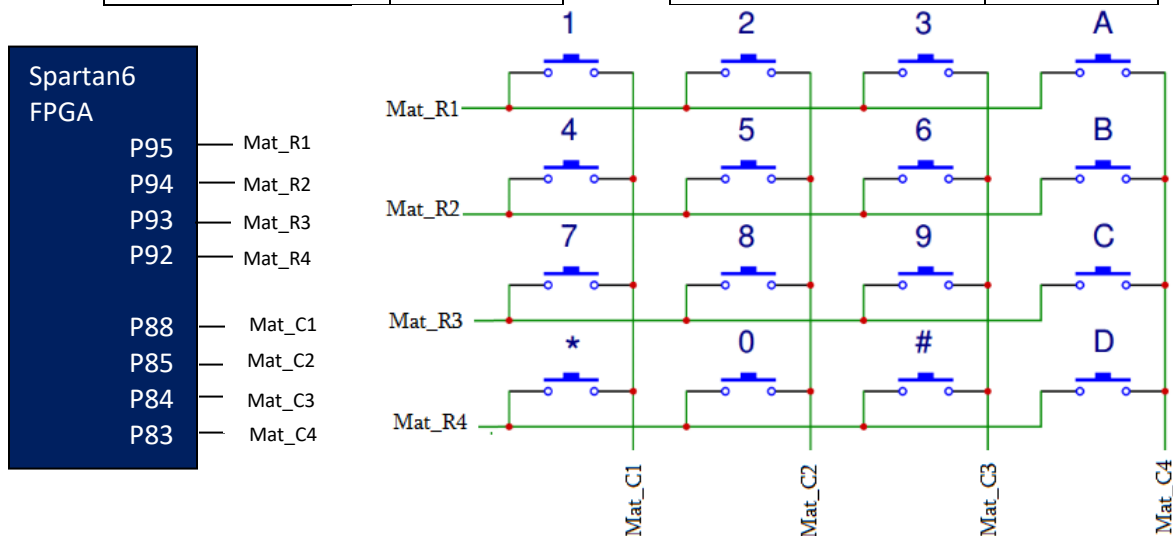 Spartan6
FPGA
P95 Mat_R1
P94 Mat_R2
P93 Mat_R3
P92 Mat_R4
P88 Mat_C1
P85 Mat_C2
P84 Mat_C3
P83 Mat_C4
1 2 3 A
Mat_R1
4 5 6 B
Mat_R2
7 8 9 C
Mat_R3
* 0 # D
Mat_R4
Mat_C1 Mat_C2 Mat_C3 Mat_C4